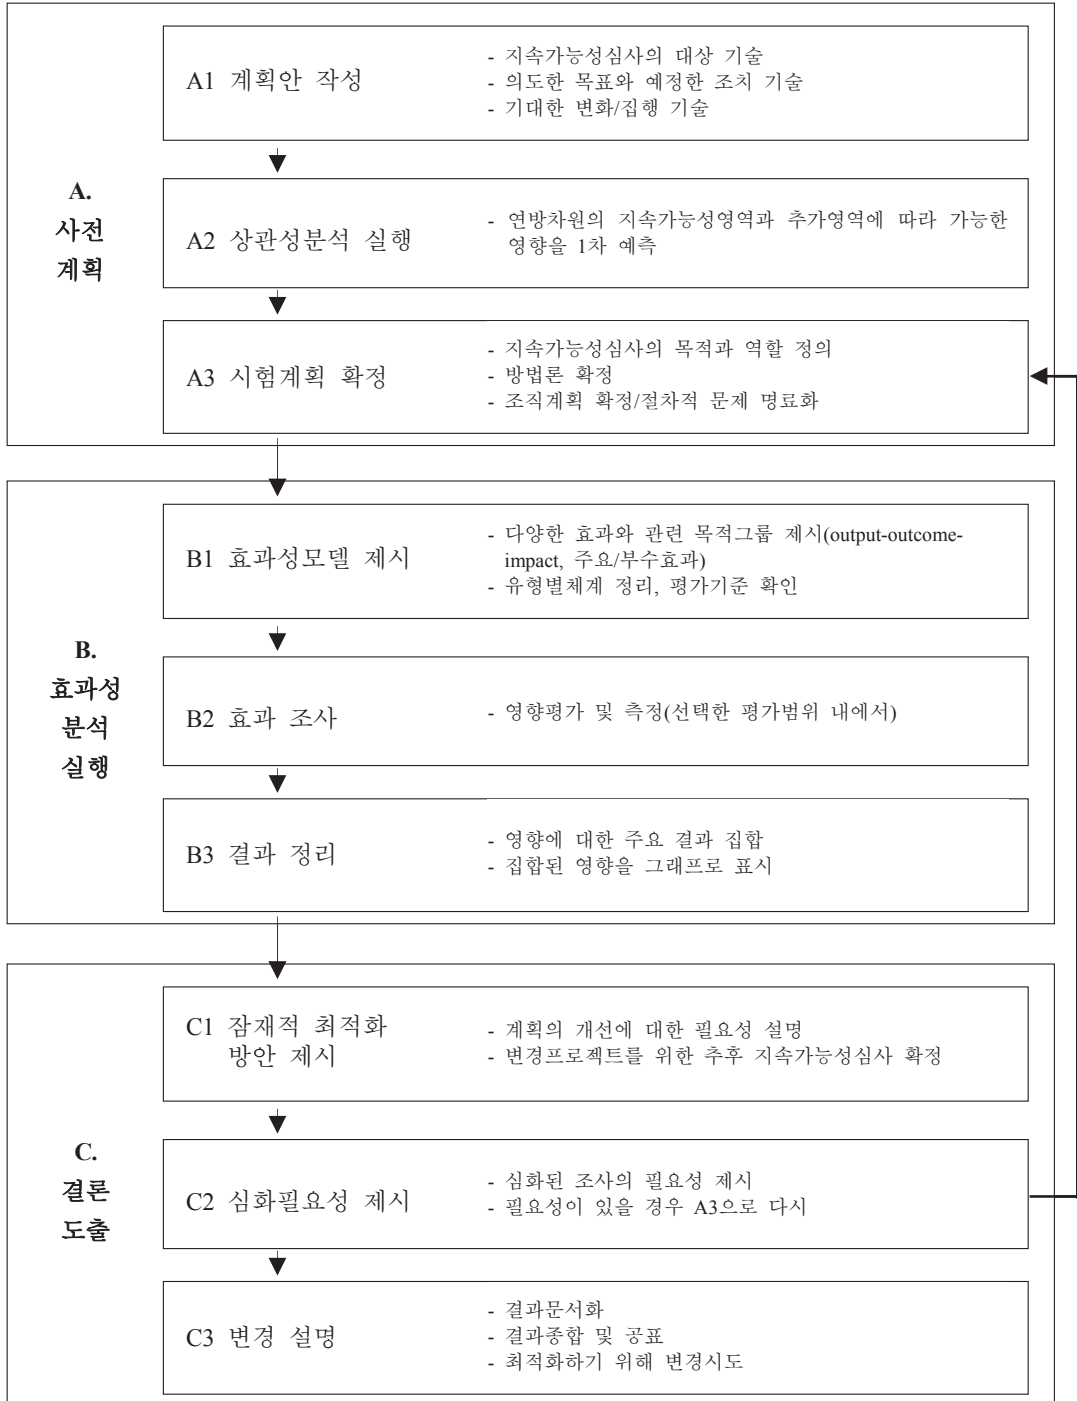 A.
사전
계획
A1 계획안 작성
- 지속가능성심사의 대상 기술
- 의도한 목표와 예정한 조치 기술
- 기대한 변화/집행 기술
A2 상관성분석 실행
- 연방차원의 지속가능성영역과 추가영역에 따라 가능한
영향을 1차 예측
A3 시험계획 확정
- 지속가능성심사의 목적과 역할 정의
- 방법론 확정
- 조직계획 확정/절차적 문제 명료화
B.
효과성
분석
실행
B1 효과성모델 제시
- 다양한 효과와 관련 목적그룹 제시(output-outcome-
impact, 주요/부수효과)
- 유형별체계 정리, 평가기준 확인
B2 효과 조사
- 영향평가 및 측정(선택한 평가범위 내에서)
B3 결과 정리
- 영향에 대한 주요 결과 집합
- 집합된 영향을 그래프로 표시
C.
결론
도출
C1 잠재적 최적화
방안 제시
- 계획의 개선에 대한 필요성 설명
- 변경프로젝트를 위한 추후 지속가능성심사 확정
C2 심화필요성 제시
- 심화된 조사의 필요성 제시
- 필요성이 있을 경우 A3으로 다시
C3 변경 설명
- 결과문서화
- 결과종합 및 공표
- 최적화하기 위해 변경시도